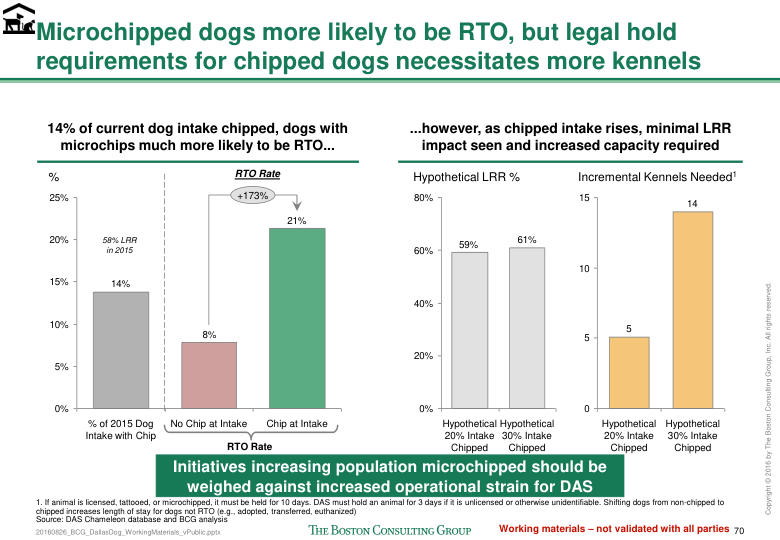 Microchipped dogs more likely to be RTO, but legal hold
requirements for chipped dogs necessitates more kennels
14% of current dog intake chipped, dogs with
microchips much more likely to be RTO...
%
RTO Rate
25%
20%
15%
10%
5%
0%
+173%
58% LRR
in 2015
14%
8%
21%
% of 2015 Dog
Intake with Chip
No Chip at Intake
Chip at Intake
RTO Rate
...however, as chipped intake rises, minimal LRR
impact seen and increased capacity required
Hypothetical LRR %
80%
60%
40%
20%
0%
59%
61%
Hypothetical
20% Intake
Chipped
Hypothetical
30% Intake
Chipped
Incremental Kennels Needed1
15
10
5
0
5
14
Hypothetical
20% Intake
Chipped
Hypothetical
30% Intake
Chipped
Initiatives increasing population microchipped should be
weighed against increased operational strain for DAS
1. If animal is licensed, tattooed, or microchipped, it must be held for 10 days. DAS must hold an animal for 3 days if it is unlicensed or otherwise unidentifiable. Shifting dogs from non-chipped to
chipped increases length of stay for dogs not RTO (e.g., adopted, transferred, euthanized)
Source: DAS Chameleon database and BCG analysis
20160826_BCG_DallasDog_WorkingMaterials_vPublic.pptx
THE BOSTON CONSULTING GROUP
Working materials – not validated with all parties
70
Copyright © 2016 by The Boston Consulting Group, Inc. All rights reserved.